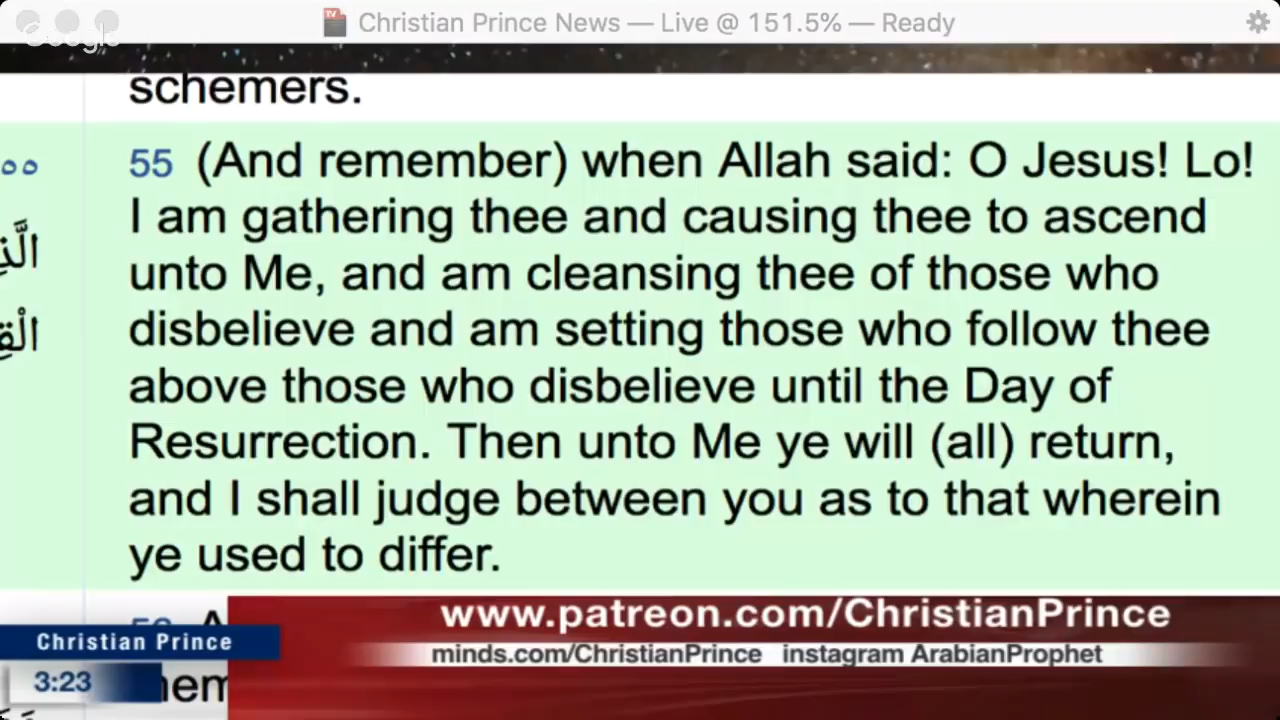 Christian Prince News — Live @ 151.5% — Ready
Google
schemers.
٥٥
55 (And remember) when Allah said: O Jesus! Lo!
I am gathering thee and causing thee to ascend
unto Me, and am cleansing thee of those who
disbelieve and am setting those who follow thee
above those who disbelieve until the Day of
Resurrection. Then unto Me ye will (all) return,
and I shall judge between you as to that wherein
ye used to differ.
www.patreon.com/ChristianPrince
Christian Prince
minds.com/ChristianPrince instagram ArabianProphet
3:23